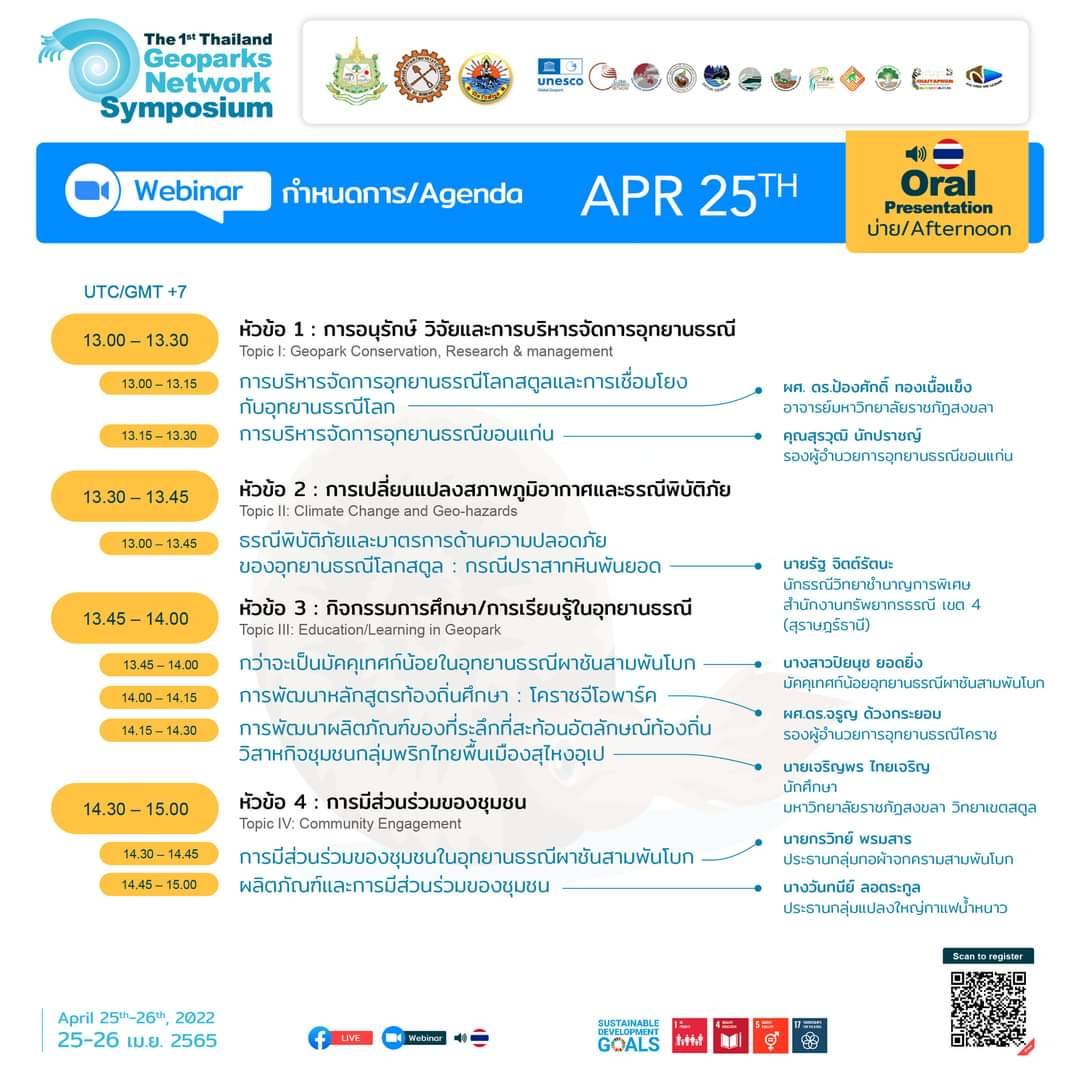 The 1st Thailand
Geoparks
Network
Symposium
unesco
Global Geopark
Webinar
กำหนดการ/Agenda
APR 25TH
Oral
Presentation
บ่าย/Afternoon
UTC/GMT +7
13.00 – 13.30
หัวข้อ 1 : การอนุรักษ์ วิจัยและการบริหารจัดการอุทยานธรณี
Topic I: Geopark Conservation, Research & management
13.00 – 13.15
การบริหารจัดการอุทยานธรณีโลกสตูลและการเชื่อมโยง
กับอุทยานธรณีโลก
ผศ. ดร.ป้องศักดิ์ ทองเนื้อแข็ง
อาจารย์มหาวิทยาลัยราชภัฏสงขลา
13.15 – 13.30
การบริหารจัดการอุทยานธรณีขอนแก่น
คุณสุรวุฒิ นักปราชญ์
รองผู้อำนวยการอุทยานธรณีขอนแก่น
13.30 – 13.45
หัวข้อ 2 : การเปลี่ยนแปลงสภาพภูมิอากาศและธรณีพิบัติภัย
Topic II: Climate Change and Geo-hazards
13.00 – 13.45
ธรณีพิบัติภัยและมาตรการด้านความปลอดภัย
ของอุทยานธรณีโลกสตูล : กรณีปราสาทหินพันยอด
นายรัฐ จิตต์รัตนะ
นักธรณีวิทยาชำนาญการพิเศษ
สำนักงานทรัพยากรธรณี เขต 4
(สุราษฎร์ธานี)
13.45 – 14.00
หัวข้อ 3 : กิจกรรมการศึกษา/การเรียนรู้ในอุทยานธรณี
Topic III: Education/Learning in Geopark
13.45 – 14.00
กว่าจะเป็นมัคคุเทศก์น้อยในอุทยานธรณีผาชันสามพันโบก
นางสาวปิยนุช ยอดยิ่ง
มัคคุเทศก์น้อยอุทยานธรณีผาชันสามพันโบก
14.00 – 14.15
การพัฒนาหลักสูตรท้องถิ่นศึกษา : โคราชจีโอพาร์ค
ผศ.ดร.จรูญ ด้วงกระยอม
รองผู้อำนวยการอุทยานธรณีโคราช
14.15 – 14.30
การพัฒนาผลิตภัณฑ์ของที่ระลึกที่สะท้อนอัตลักษณ์ท้องถิ่น
วิสาหกิจชุมชนกลุ่มพริกไทยพื้นเมืองสุไหงอุเป
นายเจริญพร ไทยเจริญ
นักศึกษา
มหาวิทยาลัยราชภัฏสงขลา วิทยาเขตสตูล
14.30 – 15.00
หัวข้อ 4 : การมีส่วนร่วมของชุมชน
Topic IV: Community Engagement
14.30 – 14.45
การมีส่วนร่วมของชุมชนในอุทยานธรณีผาชันสามพันโบก
นายกรวิทย์ พรมสาร
ประธานกลุ่มทอผ้าจกครามสามพันโบก
14.45 – 15.00
ผลิตภัณฑ์และการมีส่วนร่วมของชุมชน
นางวันทนีย์ ลอตระกูล
ประธานกลุ่มแปลงใหญ่กาแฟน้ำหนาว
Scan to register
April 25th-26th, 2022
25-26 เม.ย. 2565
LIVE
Webinar
SUSTAINABLE
DEVELOPMENT
GOALS
1
4
5
17